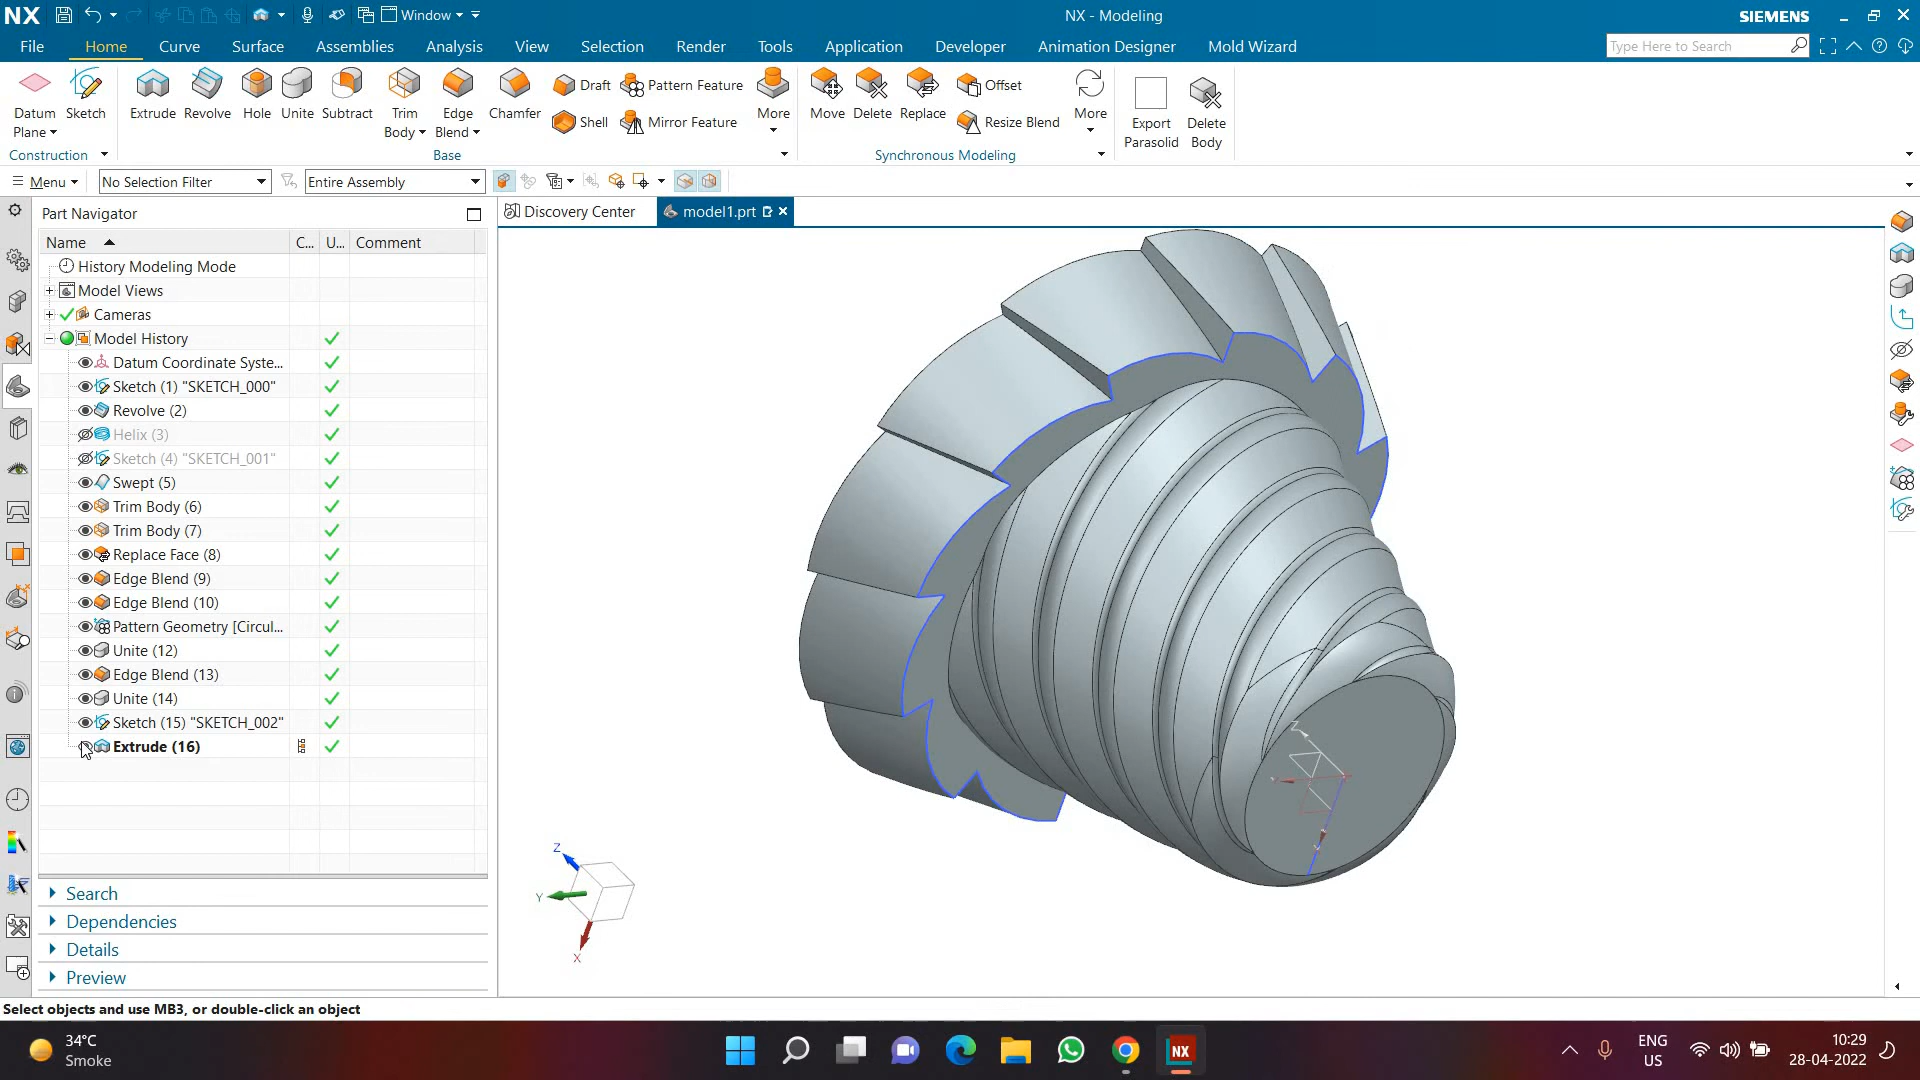 NX Window NX - Modeling SIEMENS
File Home Curve Surface Assemblies Analysis View Selection Render Tools Application Developer Animation Designer Mold Wizard Type Here to Search
Datum Plane Sketch Extrude Revolve Hole Unite Subtract Trim Body Edge Blend Chamfer Draft Pattern Feature More Move Delete Replace Offset More Export Parasolid Delete Body
Shell Mirror Feature Resize Blend
Construction Base Synchronous Modeling
Menu No Selection Filter Entire Assembly
Part Navigator Discovery Center model1.prt
Name C... U... Comment
History Modeling Mode
Model Views
Cameras
Model History
Datum Coordinate Syste...
Sketch (1) "SKETCH_000"
Revolve (2)
Helix (3)
Sketch (4) "SKETCH_001"
Swept (5)
Trim Body (6)
Trim Body (7)
Replace Face (8)
Edge Blend (9)
Edge Blend (10)
Pattern Geometry [Circul...
Unite (12)
Edge Blend (13)
Unite (14)
Sketch (15) "SKETCH_002"
Extrude (16)
Z
Z
Y
X
Search
Dependencies
Details
Preview
Select objects and use MB3, or double-click an object
34°C
Smoke
NX
ENG
US
10:29
28-04-2022